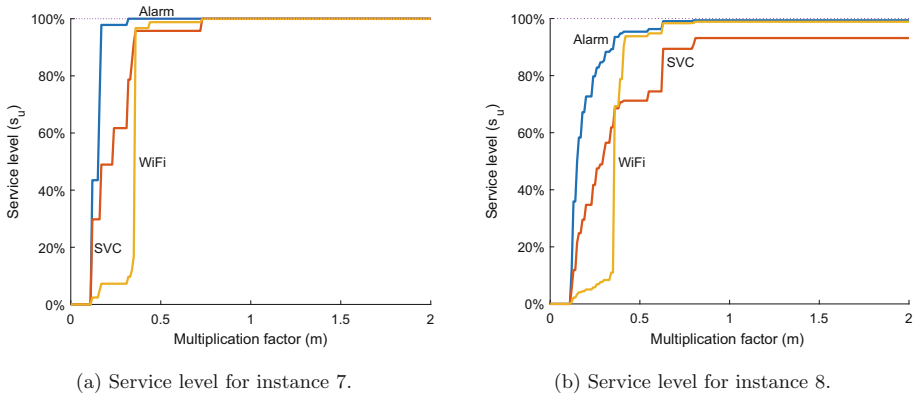 100%
80%
60%
40%
20%
0%
Service level (s_u)
Alarm
WiFi
SVC
0
0.5
1
1.5
2
Multiplication factor (m)
(a) Service level for instance 7.
100%
80%
60%
40%
20%
0%
Service level (s_u)
Alarm
SVC
WiFi
0
0.5
1
1.5
2
Multiplication factor (m)
(b) Service level for instance 8.